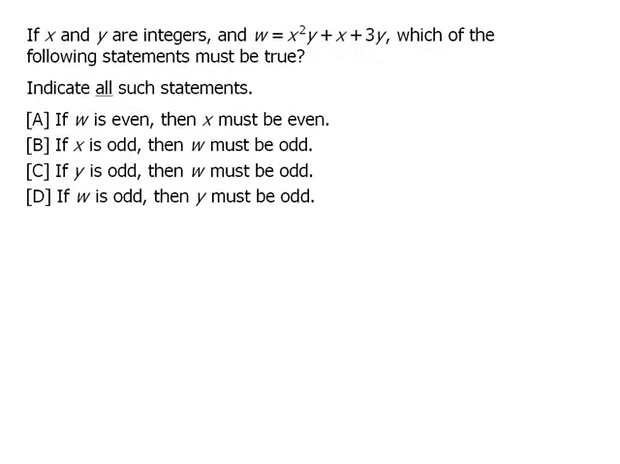 If x and y are integers, and w = x²y + x + 3y, which of the
following statements must be true?
Indicate all such statements.
[A] If w is even, then x must be even.
[B] If x is odd, then w must be odd.
[C] If y is odd, then w must be odd.
[D] If w is odd, then y must be odd.